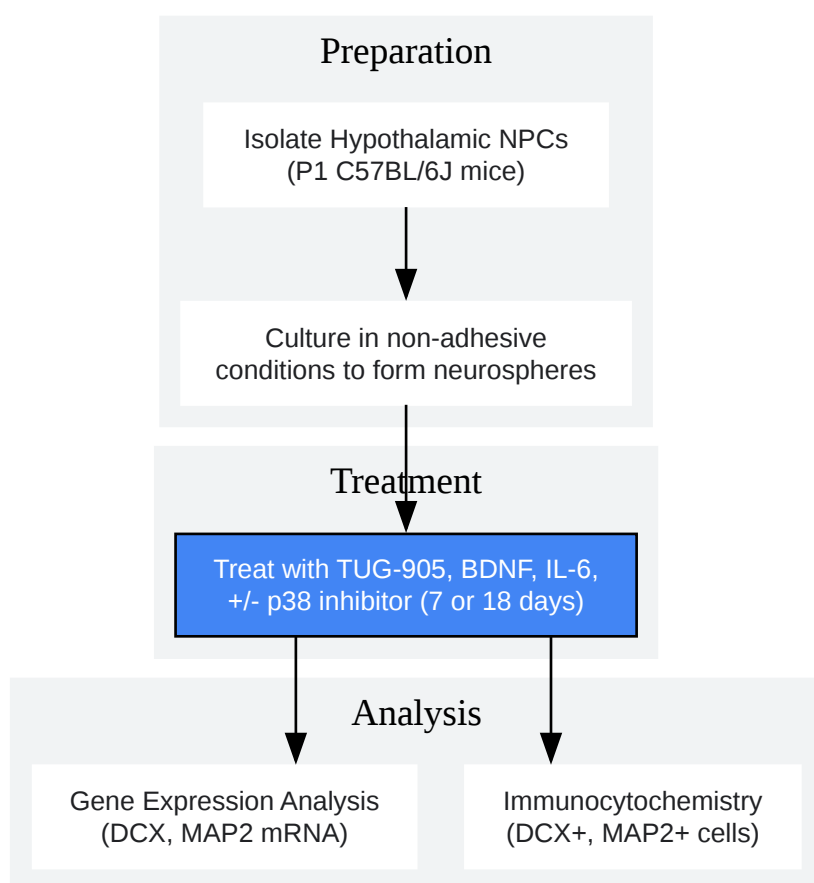 Preparation
Isolate Hypothalamic NPCs
(P1 C57BL/6J mice)
Culture in non-adhesive
conditions to form neurospheres
Treatment
Treat with TUG-905, BDNF, IL-6,
+/- p38 inhibitor (7 or 18 days)
Analysis
Gene Expression Analysis
(DCX, MAP2 mRNA)
Immunocytochemistry
(DCX+, MAP2+ cells)